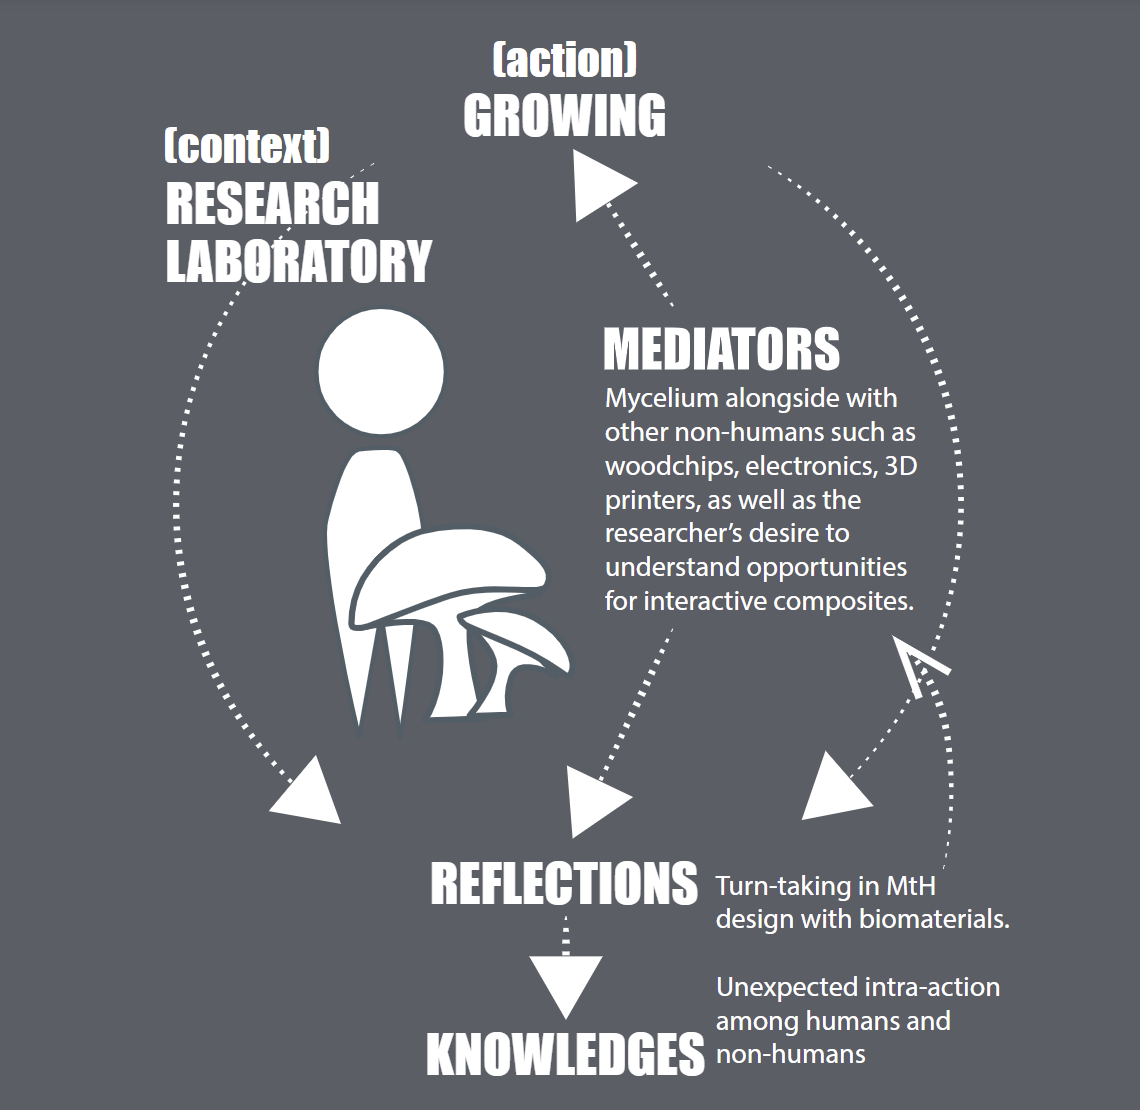 (action)
GROWING
(context)
RESEARCH
LABORATORY
MEDIATORS
Mycelium alongside with
other non-humans such as
woodchips, electronics, 3D
printers, as well as the
researcher’s desire to
understand opportunities
for interactive composites.
REFLECTIONS
Turn-taking in MtH
design with biomaterials.
Unexpected intra-action
among humans and
non-humans
KNOWLEDGES